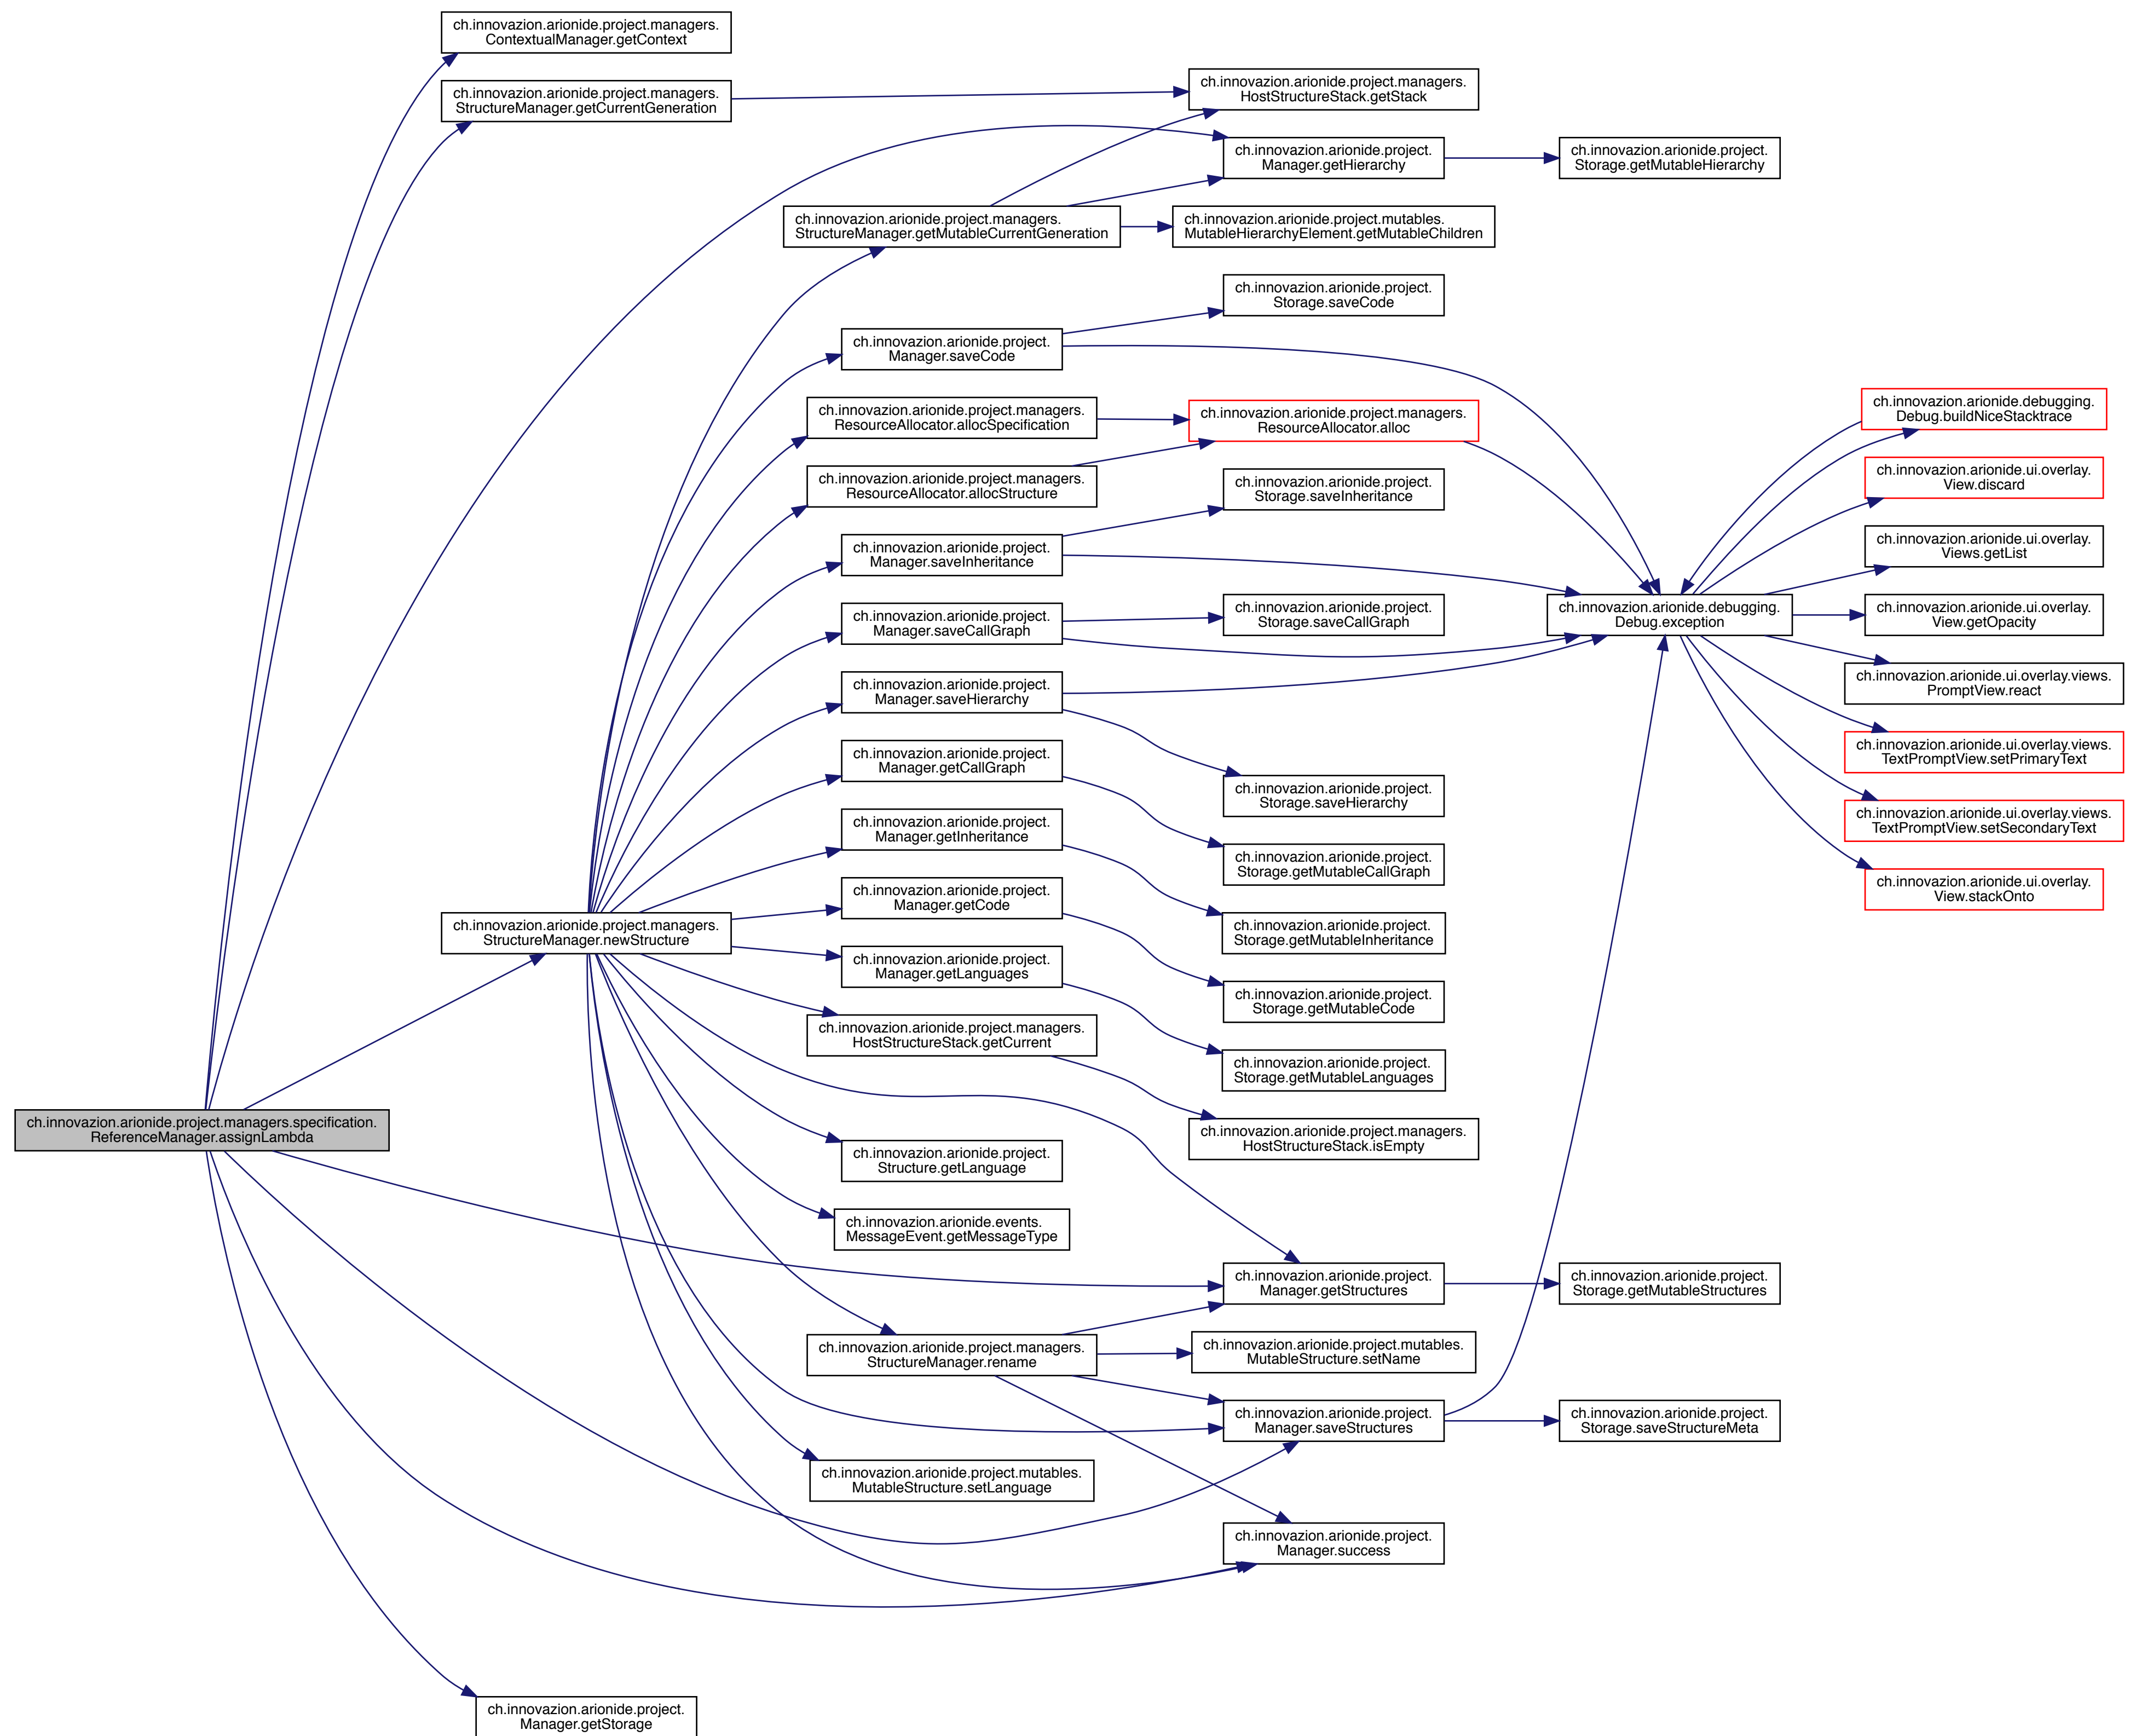 ch.innovazion.arionide.project.managers.
ContextualManager.getContext
ch.innovazion.arionide.project.managers.
StructureManager.getCurrentGeneration
ch.innovazion.arionide.project.managers.
HostStructureStack.getStack
ch.innovazion.arionide.project.
Manager.getHierarchy
ch.innovazion.arionide.project.
Storage.getMutableHierarchy
ch.innovazion.arionide.project.managers.
StructureManager.getMutableCurrentGeneration
ch.innovazion.arionide.project.mutables.
MutableHierarchyElement.getMutableChildren
ch.innovazion.arionide.project.
Storage.saveCode
ch.innovazion.arionide.project.
Manager.saveCode
ch.innovazion.arionide.project.managers.
ResourceAllocator.allocSpecification
ch.innovazion.arionide.project.managers.
ResourceAllocator.alloc
ch.innovazion.arionide.debugging.
Debug.buildNiceStacktrace
ch.innovazion.arionide.project.managers.
ResourceAllocator.allocStructure
ch.innovazion.arionide.project.
Storage.saveInheritance
ch.innovazion.arionide.ui.overlay.
View.discard
ch.innovazion.arionide.project.
Manager.saveInheritance
ch.innovazion.arionide.ui.overlay.
Views.getList
ch.innovazion.arionide.project.
Manager.saveCallGraph
ch.innovazion.arionide.project.
Storage.saveCallGraph
ch.innovazion.arionide.debugging.
Debug.exception
ch.innovazion.arionide.ui.overlay.
View.getOpacity
ch.innovazion.arionide.project.
Manager.saveHierarchy
ch.innovazion.arionide.ui.overlay.views.
PromptView.react
ch.innovazion.arionide.project.
Manager.getCallGraph
ch.innovazion.arionide.project.
Storage.saveHierarchy
ch.innovazion.arionide.ui.overlay.views.
TextPromptView.setPrimaryText
ch.innovazion.arionide.project.
Manager.getInheritance
ch.innovazion.arionide.project.
Storage.getMutableCallGraph
ch.innovazion.arionide.ui.overlay.views.
TextPromptView.setSecondaryText
ch.innovazion.arionide.project.
Manager.getCode
ch.innovazion.arionide.ui.overlay.
View.stackOnto
ch.innovazion.arionide.project.managers.
StructureManager.newStructure
ch.innovazion.arionide.project.
Storage.getMutableInheritance
ch.innovazion.arionide.project.
Manager.getLanguages
ch.innovazion.arionide.project.
Storage.getMutableCode
ch.innovazion.arionide.project.managers.
HostStructureStack.getCurrent
ch.innovazion.arionide.project.
Storage.getMutableLanguages
ch.innovazion.arionide.project.managers.specification.
ReferenceManager.assignLambda
ch.innovazion.arionide.project.managers.
HostStructureStack.isEmpty
ch.innovazion.arionide.project.
Structure.getLanguage
ch.innovazion.arionide.events.
MessageEvent.getMessageType
ch.innovazion.arionide.project.
Manager.getStructures
ch.innovazion.arionide.project.
Storage.getMutableStructures
ch.innovazion.arionide.project.managers.
StructureManager.rename
ch.innovazion.arionide.project.mutables.
MutableStructure.setName
ch.innovazion.arionide.project.
Manager.saveStructures
ch.innovazion.arionide.project.
Storage.saveStructureMeta
ch.innovazion.arionide.project.mutables.
MutableStructure.setLanguage
ch.innovazion.arionide.project.
Manager.success
ch.innovazion.arionide.project.
Manager.getStorage